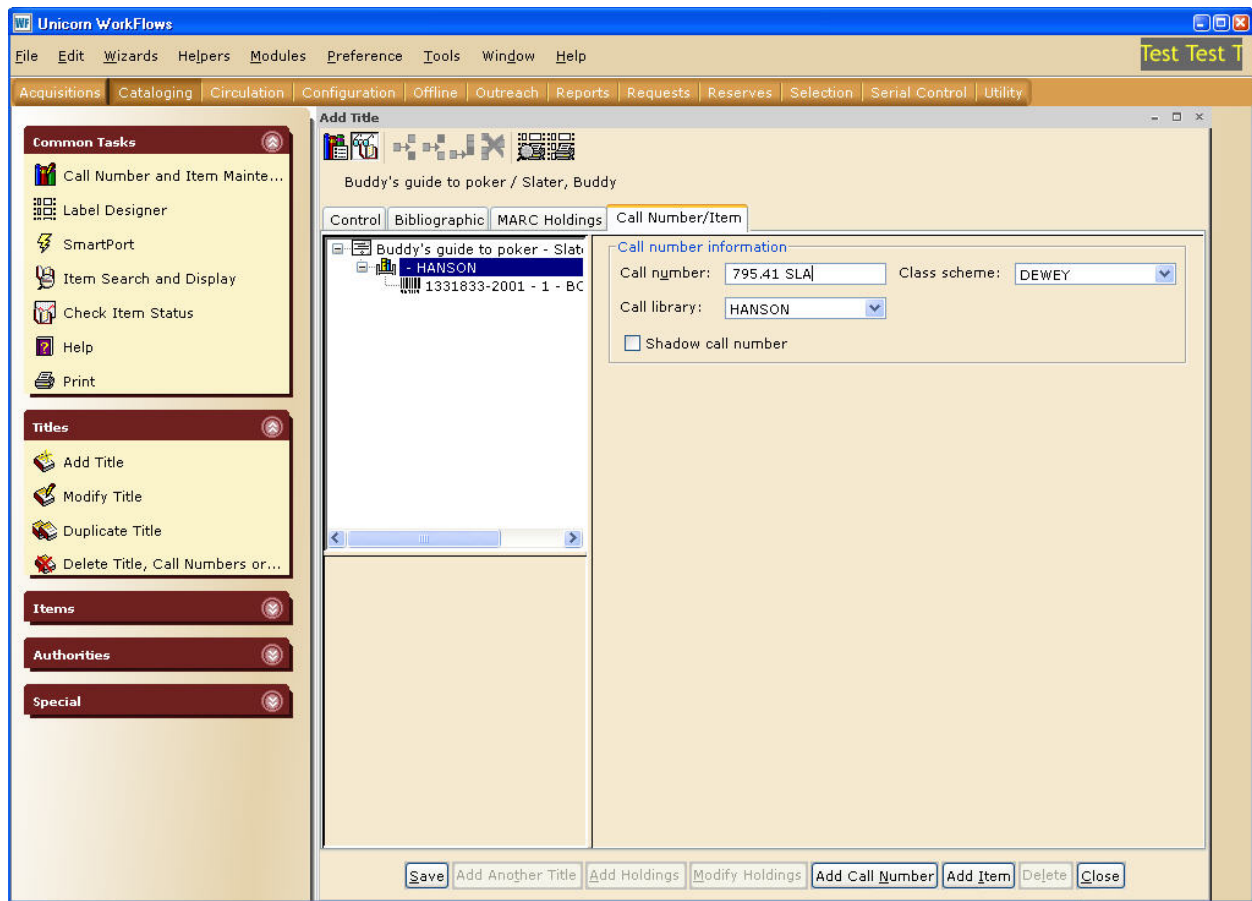 Unicorn WorkFlows
File Edit Wizards Helpers Modules Preference Tools Window Help
Test Test T
Acquisitions Cataloging Circulation Configuration Offline Outreach Reports Requests Reserves Selection Serial Control Utility
Common Tasks
Call Number and Item Mainte...
Label Designer
SmartPort
Item Search and Display
Check Item Status
Help
Print
Titles
Add Title
Modify Title
Duplicate Title
Delete Title, Call Numbers or...
Items
Authorities
Special
Add Title
Buddy's guide to poker / Slater, Buddy
Control Bibliographic MARC Holdings Call Number/Item
Buddy's guide to poker - Slat
- HANSON
1331833-2001 - 1 - BC
Call number information
Call number: 795.41 SLA Class scheme: DEWEY
Call library: HANSON
Shadow call number
Save Add Another Title Add Holdings Modify Holdings Add Call Number Add Item Delete Close